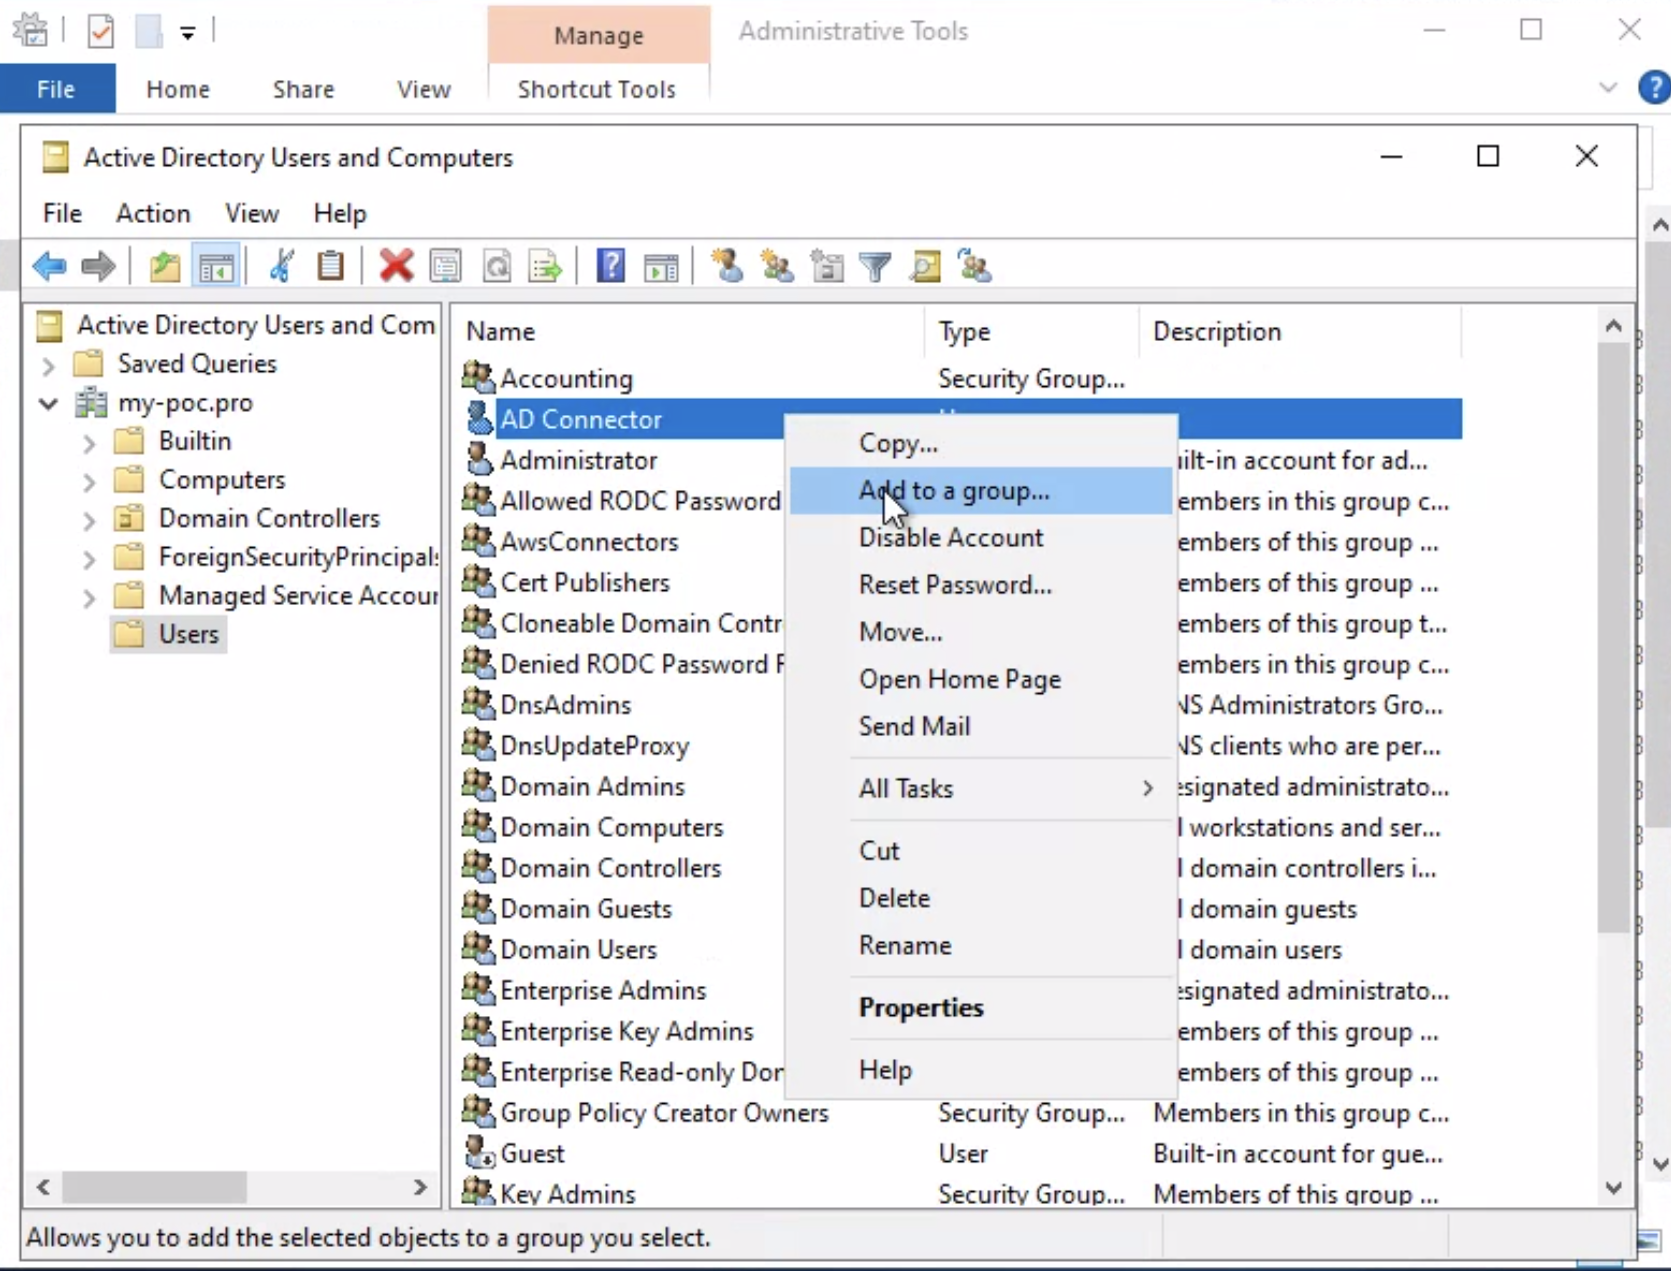 Manage
Administrative Tools
File
Home
Share
View
Shortcut Tools
?
Active Directory Users and Computers
File
Action
View
Help
Active Directory Users and Com
Saved Queries
my-poc.pro
Builtin
Computers
Domain Controllers
ForeignSecurityPrincipals
Managed Service Accour
Users
Name Type Description
Accounting Security Group...
AD Connector
Administrator ilt-in account for ad...
Allowed RODC Password embers in this group c...
AwsConnectors embers of this group ...
Cert Publishers embers of this group ...
Cloneable Domain Contr embers of this group t...
Denied RODC Password R embers in this group c...
DnsAdmins NS Administrators Gro...
DnsUpdateProxy NS clients who are per...
Domain Admins esignated administrato...
Domain Computers l workstations and ser...
Domain Controllers l domain controllers i...
Domain Guests l domain guests
Domain Users l domain users
Enterprise Admins esignated administrato...
Enterprise Key Admins embers of this group ...
Enterprise Read-only Dor embers of this group ...
Group Policy Creator Owners Security Group... Members in this group c...
Guest User Built-in account for gue...
Key Admins Security Group... Members of this group ...
Copy...
Add to a group...
Disable Account
Reset Password...
Move...
Open Home Page
Send Mail
All Tasks
Cut
Delete
Rename
Properties
Help
Allows you to add the selected objects to a group you select.